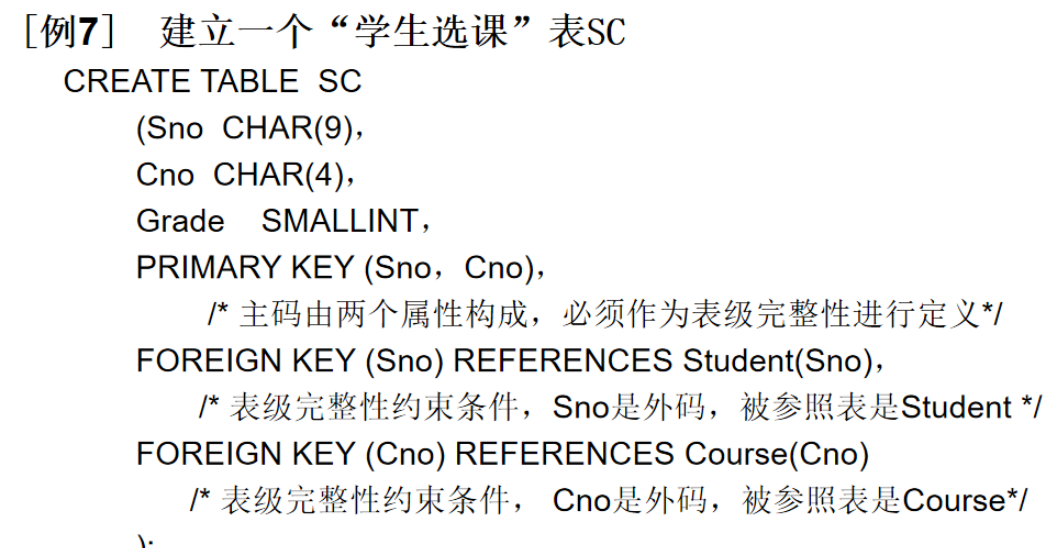 [例7] 建立一个“学生选课”表SC
CREATE TABLE SC
(Sno CHAR(9)，
Cno CHAR(4)，
Grade SMALLINT，
PRIMARY KEY (Sno，Cno)，
/* 主码由两个属性构成，必须作为表级完整性进行定义*/
FOREIGN KEY (Sno) REFERENCES Student(Sno)，
/* 表级完整性约束条件，Sno是外码，被参照表是Student */
FOREIGN KEY (Cno) REFERENCES Course(Cno)
/* 表级完整性约束条件， Cno是外码，被参照表是Course*/
);